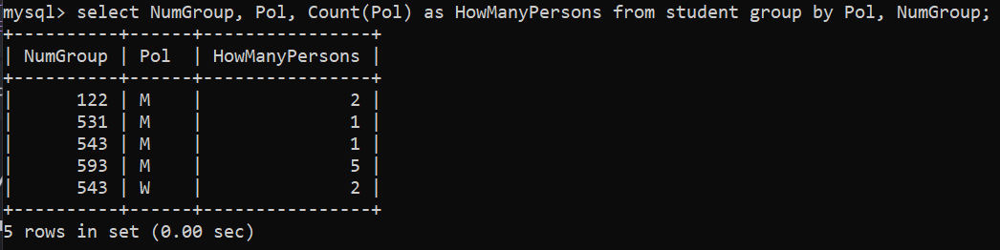 mysql> select NumGroup, Pol, Count(Pol) as HowManyPersons from student group by Pol, NumGroup;
+----------+------+----------------+
| NumGroup | Pol  | HowManyPersons |
+----------+------+----------------+
|      122 | M    |              2 |
|      531 | M    |              1 |
|      543 | M    |              1 |
|      593 | M    |              5 |
|      543 | W    |              2 |
+----------+------+----------------+
5 rows in set (0.00 sec)